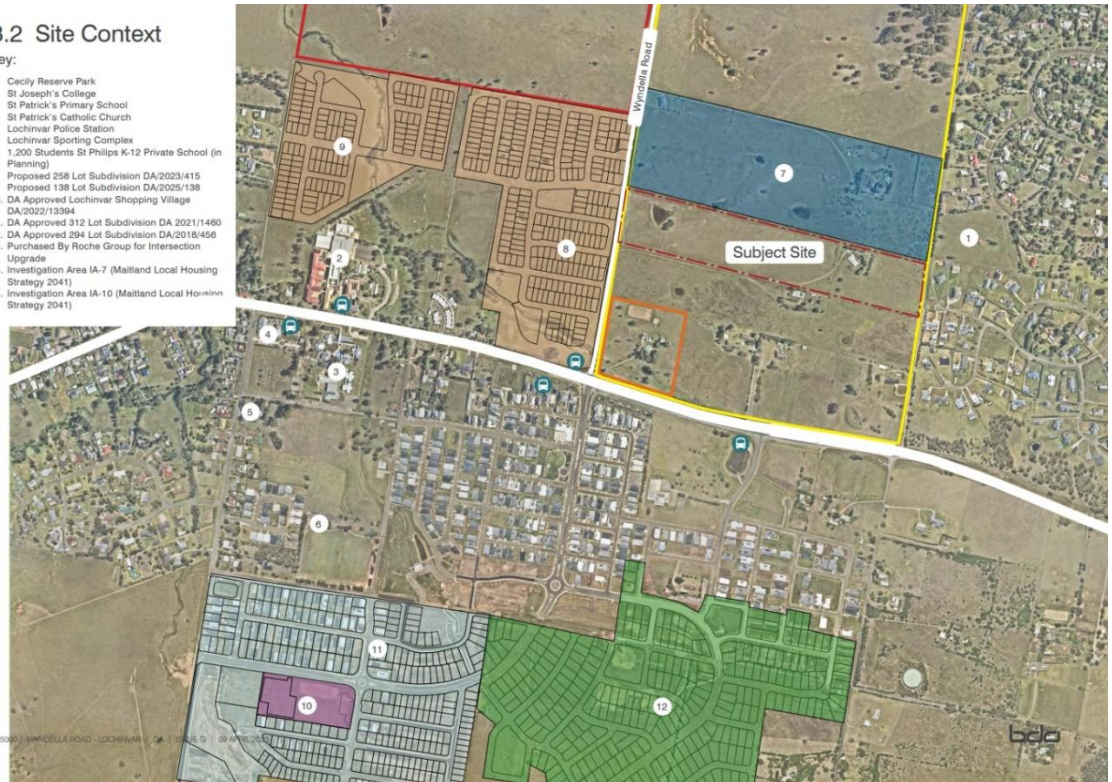 3.2 Site Context
ey:
Cecily Reserve Park
St Joseph's College
St Patrick's Primary School
St Patrick's Catholic Church
Lochinvar Police Station
Lochinvar Sporting Complex
1,200 Students St Philips K-12 Private School (in
Planning)
Proposed 258 Lot Subdivision DA/2023/415
Proposed 138 Lot Subdivision DA/2025/138
DA Approved Lochinvar Shopping Village
DA/2022/13394
DA Approved 312 Lot Subdivision DA 2021/1460
DA Approved 294 Lot Subdivision DA/2018/456
Purchased By Roche Group for Intersection
Upgrade
Investigation Area IA-7 (Maitland Local Housing
Strategy 2041)
Investigation Area IA-10 (Maitland Local Housing
Strategy 2041)
Wyndella Road
9
7
8
1
Subject Site
2
4
3
5
6
11
10
12
WYNDELLA ROAD - LOCHINVAR | DA | ISSUE G | 09 APRIL
bda